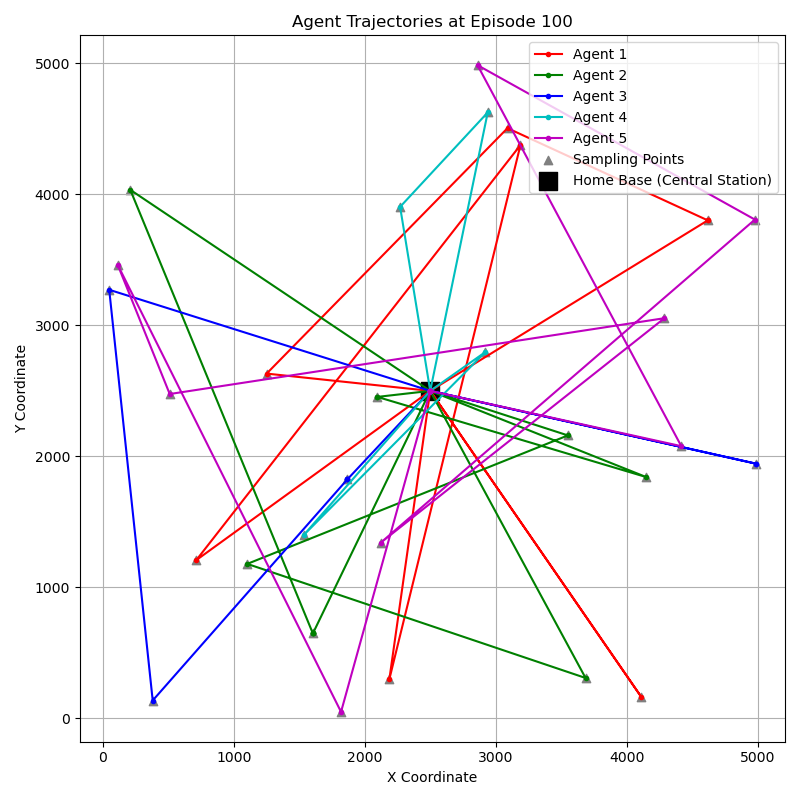 Agent Trajectories at Episode 100
Agent 1
Agent 2
Agent 3
Agent 4
Agent 5
Sampling Points
Home Base (Central Station)
Y Coordinate
5000
4000
3000
2000
1000
0
0 1000 2000 3000 4000 5000
X Coordinate